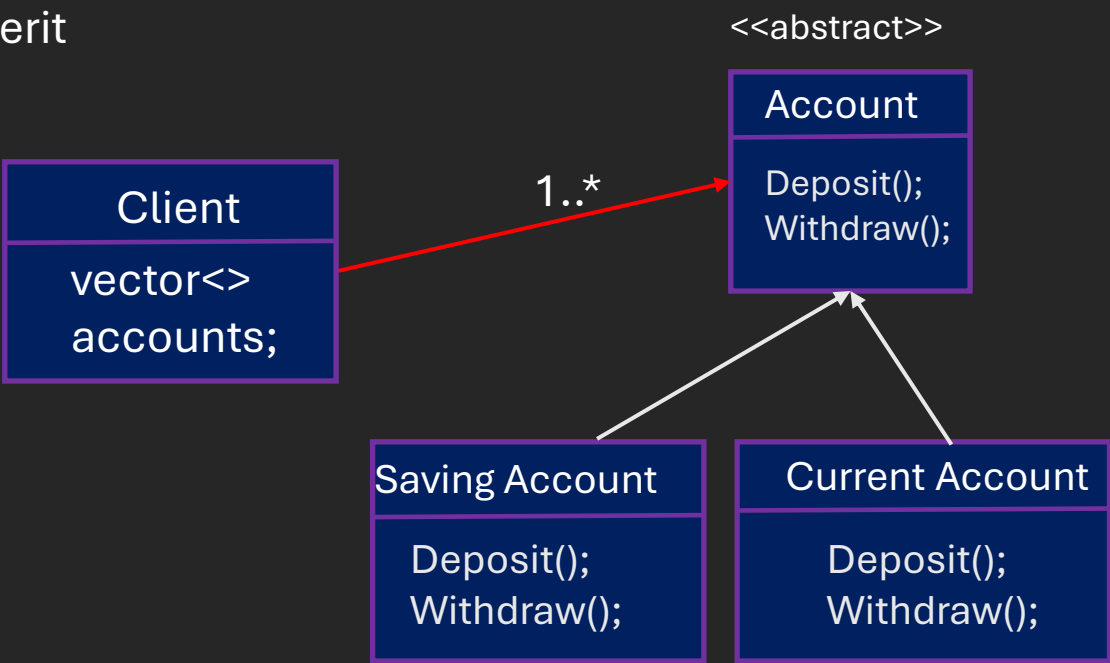 erit
<<abstract>>
Account
Deposit();
Withdraw();
1..*
Client
vector<>
accounts;
Saving Account
Deposit();
Withdraw();
Current Account
Deposit();
Withdraw();